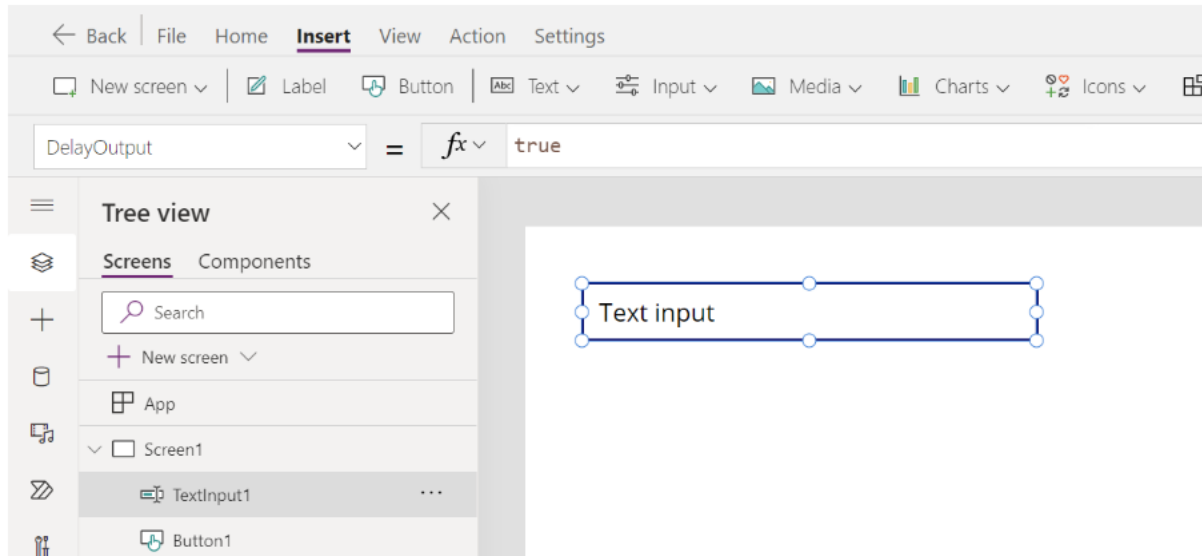 Back File Home Insert View Action Settings
New screen Label Button Abc Text Input Media Charts Icons
DelayOutput = fx true
Tree view
Screens Components
Search
New screen
App
Screen1
TextInput1
Button1
Text input